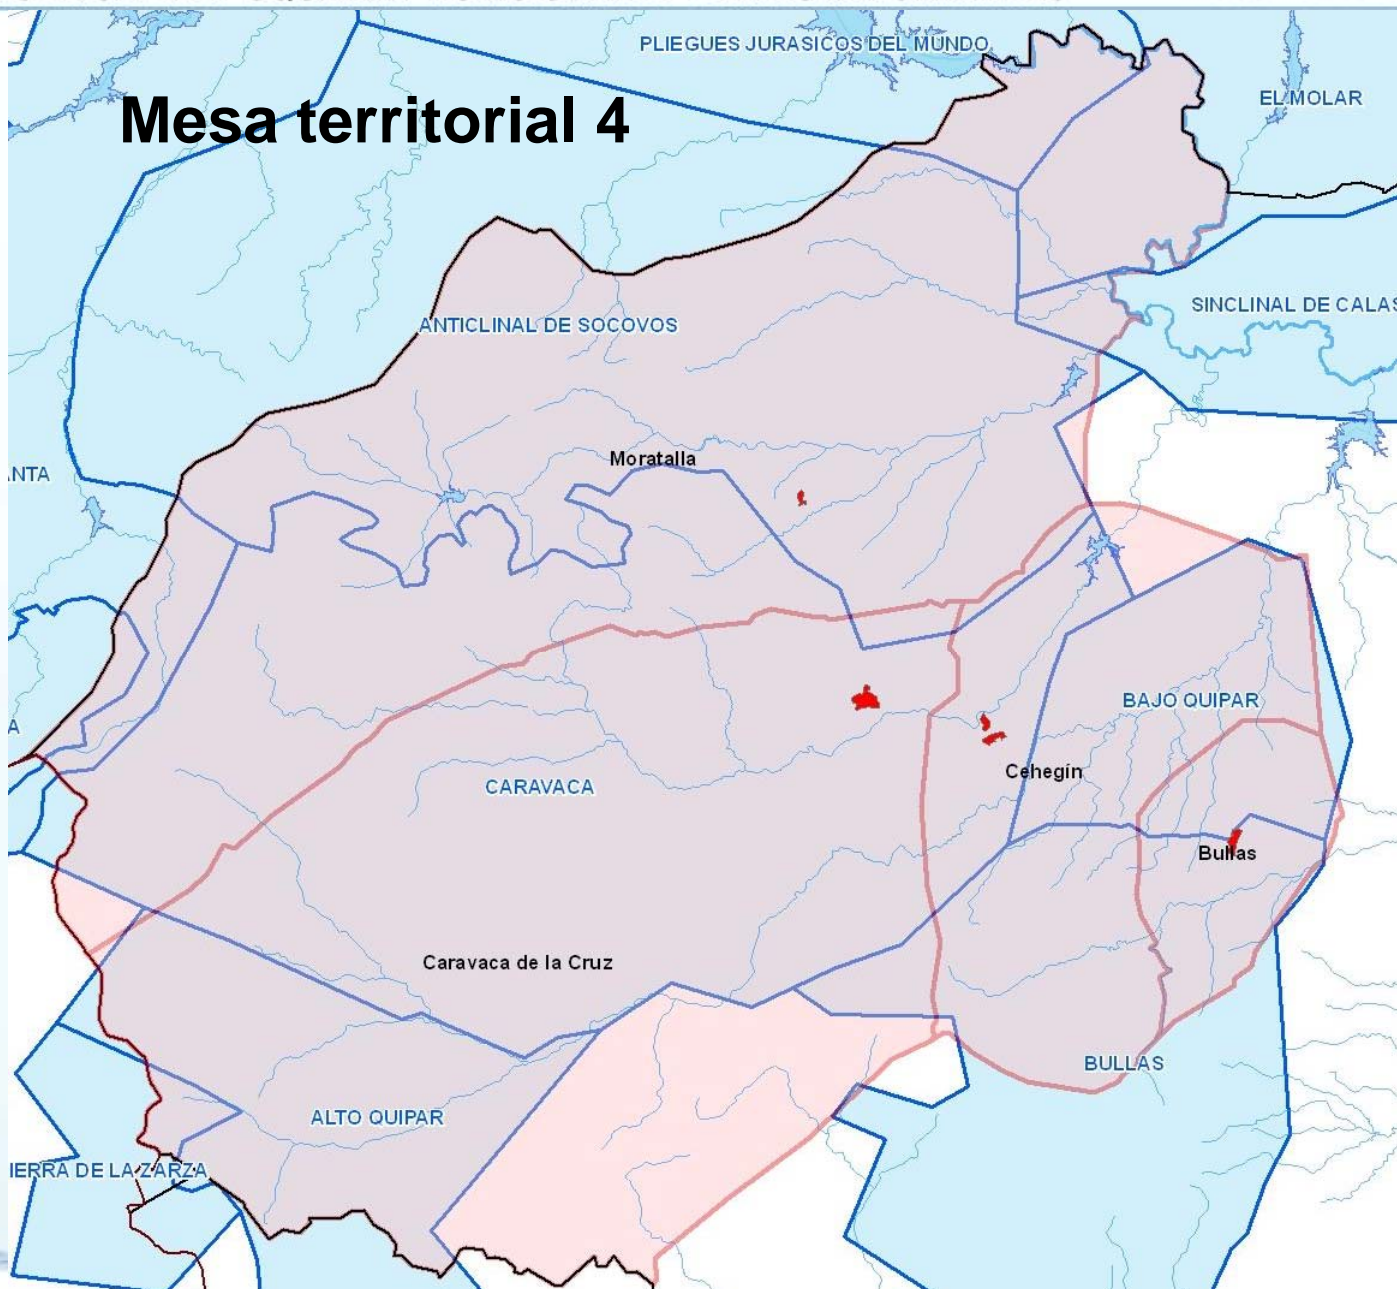 PLIEGUES JURASICOS DEL MUNDO
EL MOLAR
Mesa territorial 4
SINCLINAL DE CALAS
ANTICLINAL DE SOCOVOS
Moratalla
ANTA
BAJO QUIPAR
A
Cehegín
CARAVACA
Bullas
Caravaca de la Cruz
BULLAS
ALTO QUIPAR
IERRA DE LA ZARZA